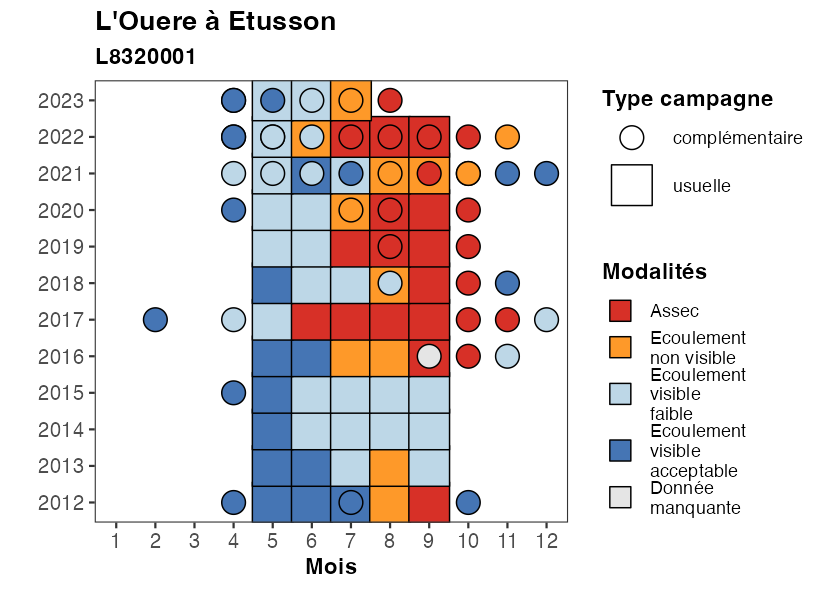 L'Ouere à Etusson
L8320001
2023
2022
2021
2020
2019
2018
2017
2016
2015
2014
2013
2012
1 2 3 4 5 6 7 8 9 10 11 12
Mois
Type campagne
complémentaire
usuelle
Modalités
Assec
Ecoulement
non visible
Ecoulement
visible
faible
Ecoulement
visible
acceptable
Donnée
manquante